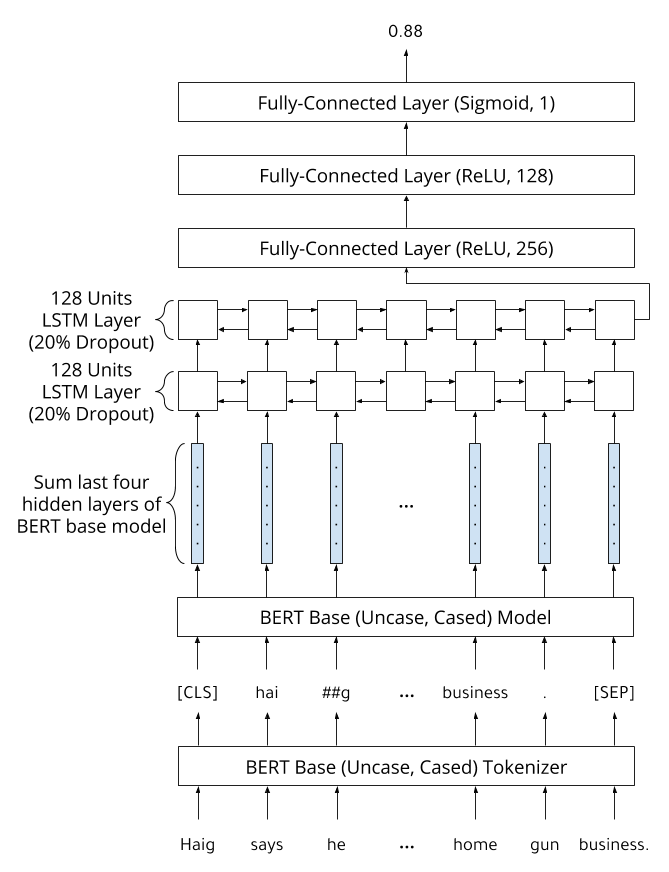 0.88
Fully-Connected Layer (Sigmoid, 1)
Fully-Connected Layer (ReLU, 128)
Fully-Connected Layer (ReLU, 256)
128 Units
LSTM Layer
(20% Dropout)
128 Units
LSTM Layer
(20% Dropout)
Sum last four
hidden layers of
BERT base model
...
BERT Base (Uncase, Cased) Model
[CLS] hai ##g ... business . [SEP]
BERT Base (Uncase, Cased) Tokenizer
Haig says he ... home gun business.